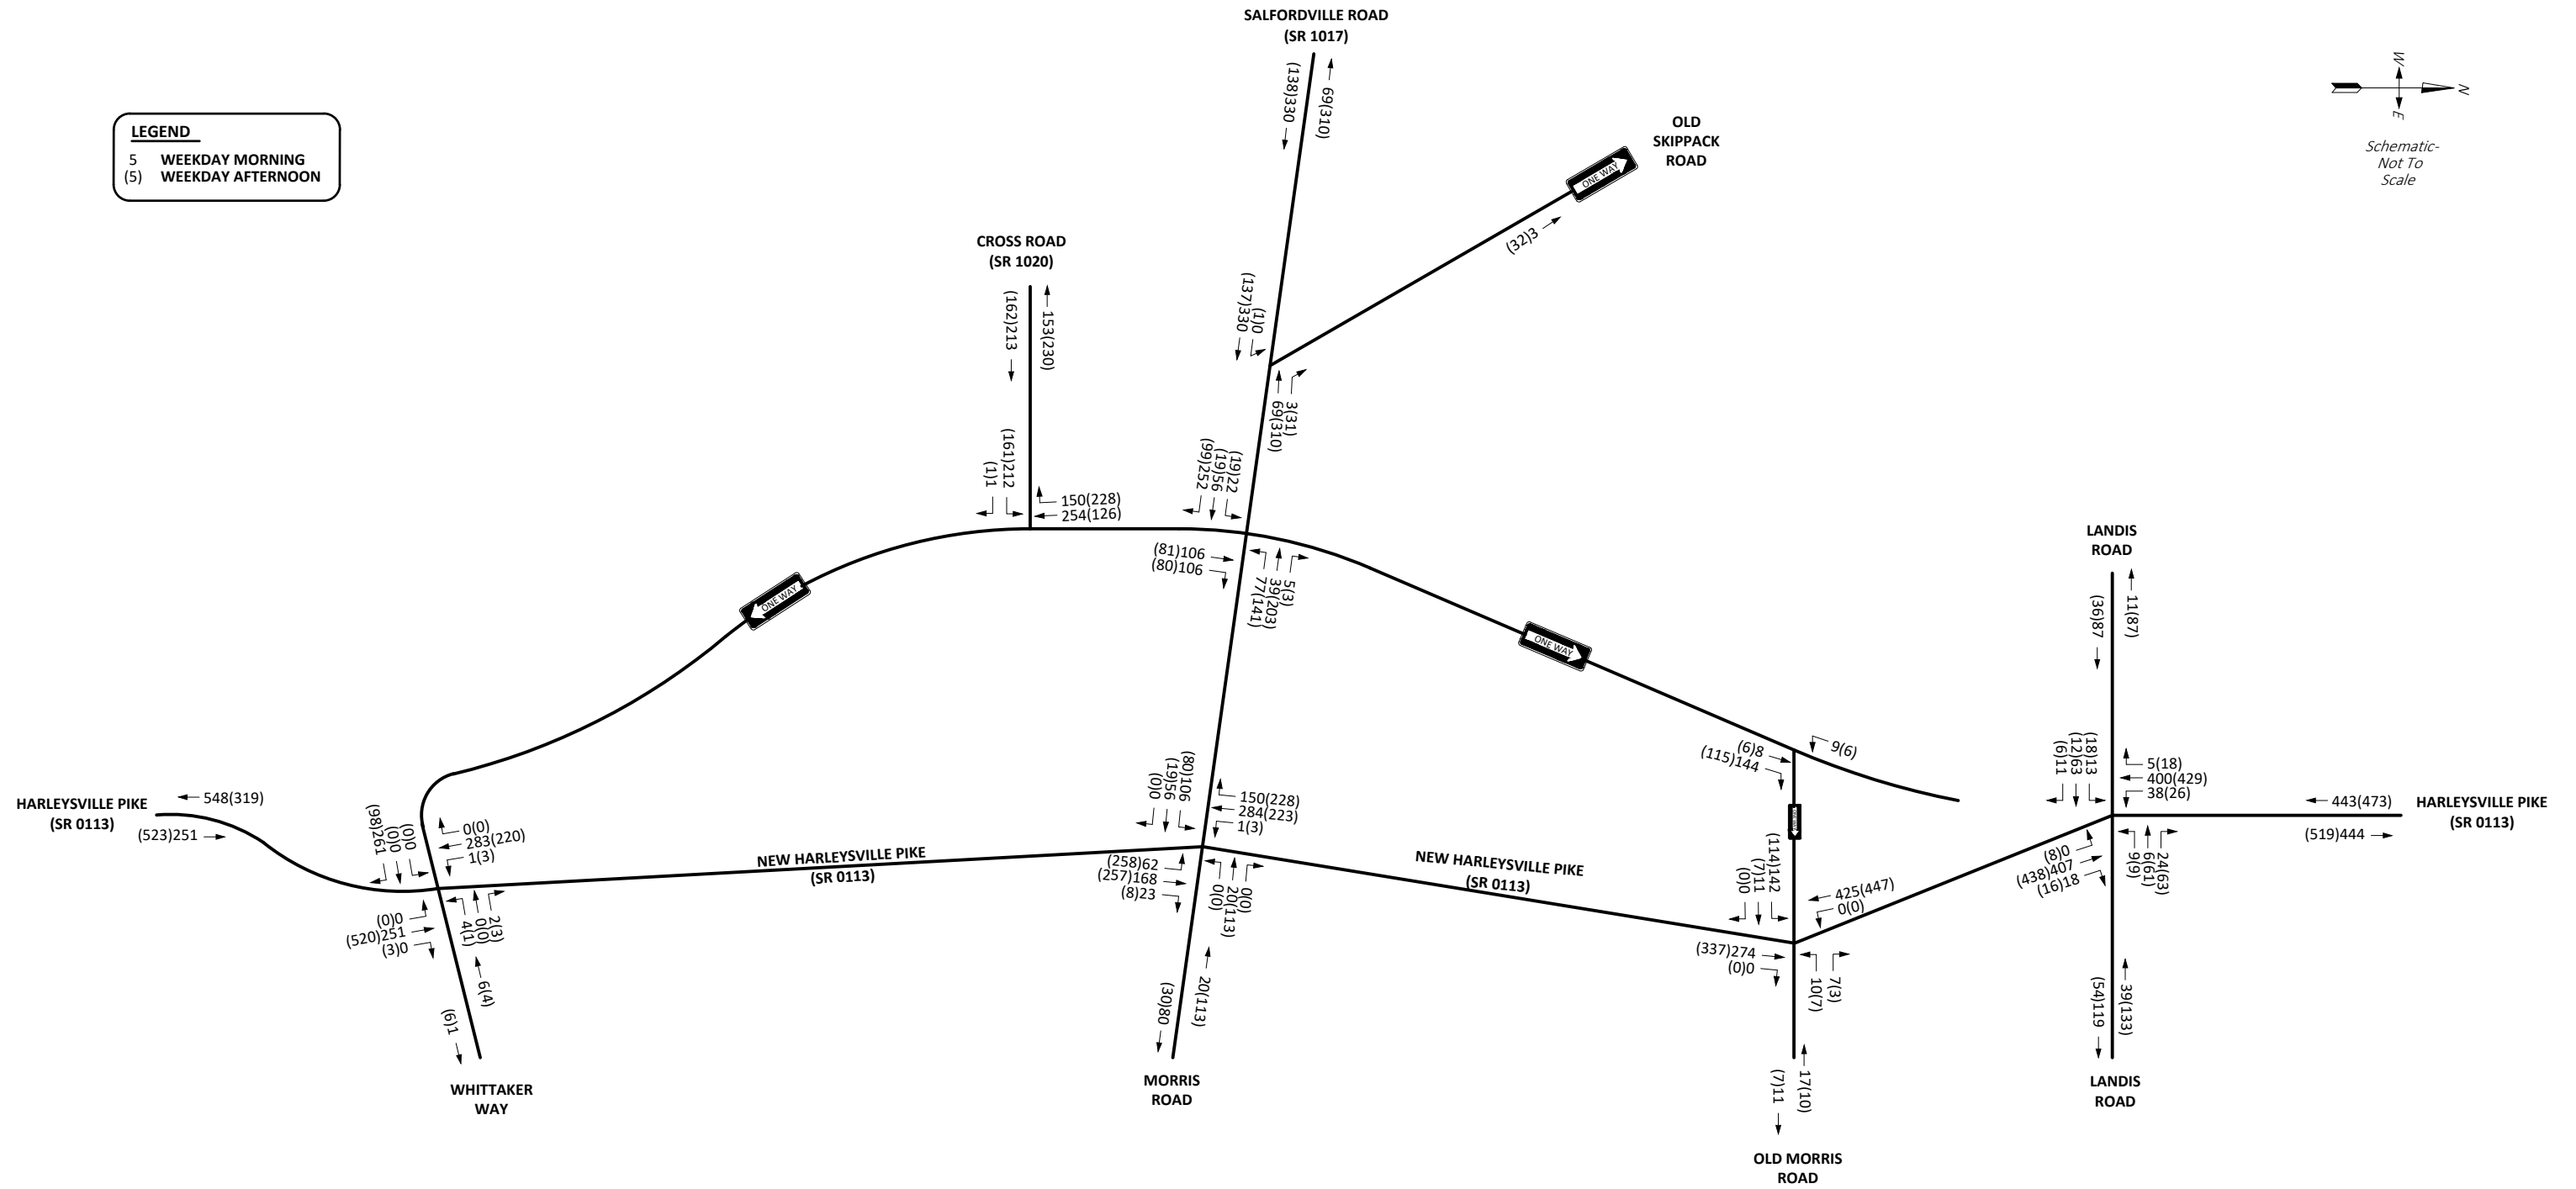 SALFORDVILLE ROAD
(SR 1017)
(138)330
69(310)
W
N
E
Schematic-
Not To
Scale
LEGEND
5 WEEKDAY MORNING
(5) WEEKDAY AFTERNOON
OLD
SKIPPACK
ROAD
ONE WAY
(32)3
CROSS ROAD
(SR 1020)
(162)213
153(230)
(137)330
(1)0
69(310)
3(31)
(161)212
(1)1
150(228)
254(126)
(99)252
(19)56
(19)22
(81)106
(80)106
77(141)
39(203)
5(3)
ONE WAY
ONE WAY
LANDIS
ROAD
(36)87
11(87)
(6)8
(115)144
9(6)
(6)11
(12)63
(18)13
5(18)
400(429)
38(26)
443(473)
(519)444
HARLEYSVILLE PIKE
(SR 0113)
HARLEYSVILLE PIKE
(SR 0113)
548(319)
(523)251
(98)261
(0)0
(0)0
0(0)
283(220)
1(3)
NEW HARLEYSVILLE PIKE
(SR 0113)
(0)0
(19)56
(80)106
150(228)
284(223)
1(3)
(258)62
(257)168
(8)23
0(0)
20(113)
0(0)
NEW HARLEYSVILLE PIKE
(SR 0113)
(0)0
(7)11
(114)142
425(447)
0(0)
(8)0
(438)407
(16)18
9(9)
6(61)
24(63)
(0)0
(520)251
(3)0
4(1)
0(0)
2(3)
(337)274
(0)0
10(7)
7(3)
6(4)
(6)1
(30)80
20(113)
(54)119
39(133)
WHITTAKER
WAY
MORRIS
ROAD
(7)11
17(10)
LANDIS
ROAD
OLD MORRIS
ROAD